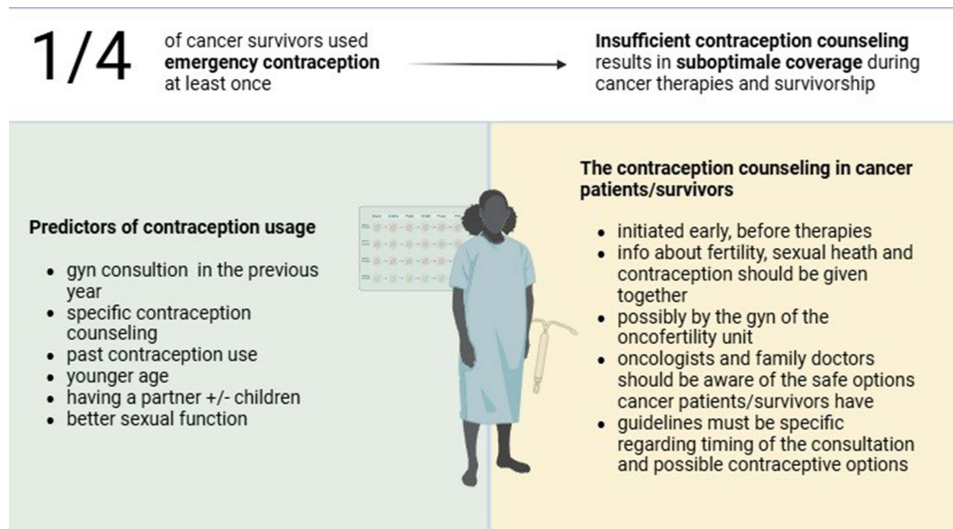 1/4
of cancer survivors used
emergency contraception
at least once
Insufficient contraception counseling
results in suboptimale coverage during
cancer therapies and survivorship
Predictors of contraception usage
• gyn consultion in the previous
year
• specific contraception
counseling
• past contraception use
• younger age
• having a partner +/- children
• better sexual function
The contraception counseling in cancer
patients/survivors
• initiated early, before therapies
• info about fertility, sexual heath and
contraception should be given
together
• possibly by the gyn of the
oncofertility unit
• oncologists and family doctors
should be aware of the safe options
cancer patients/survivors have
• guidelines must be specific
regarding timing of the consultation
and possible contraceptive options